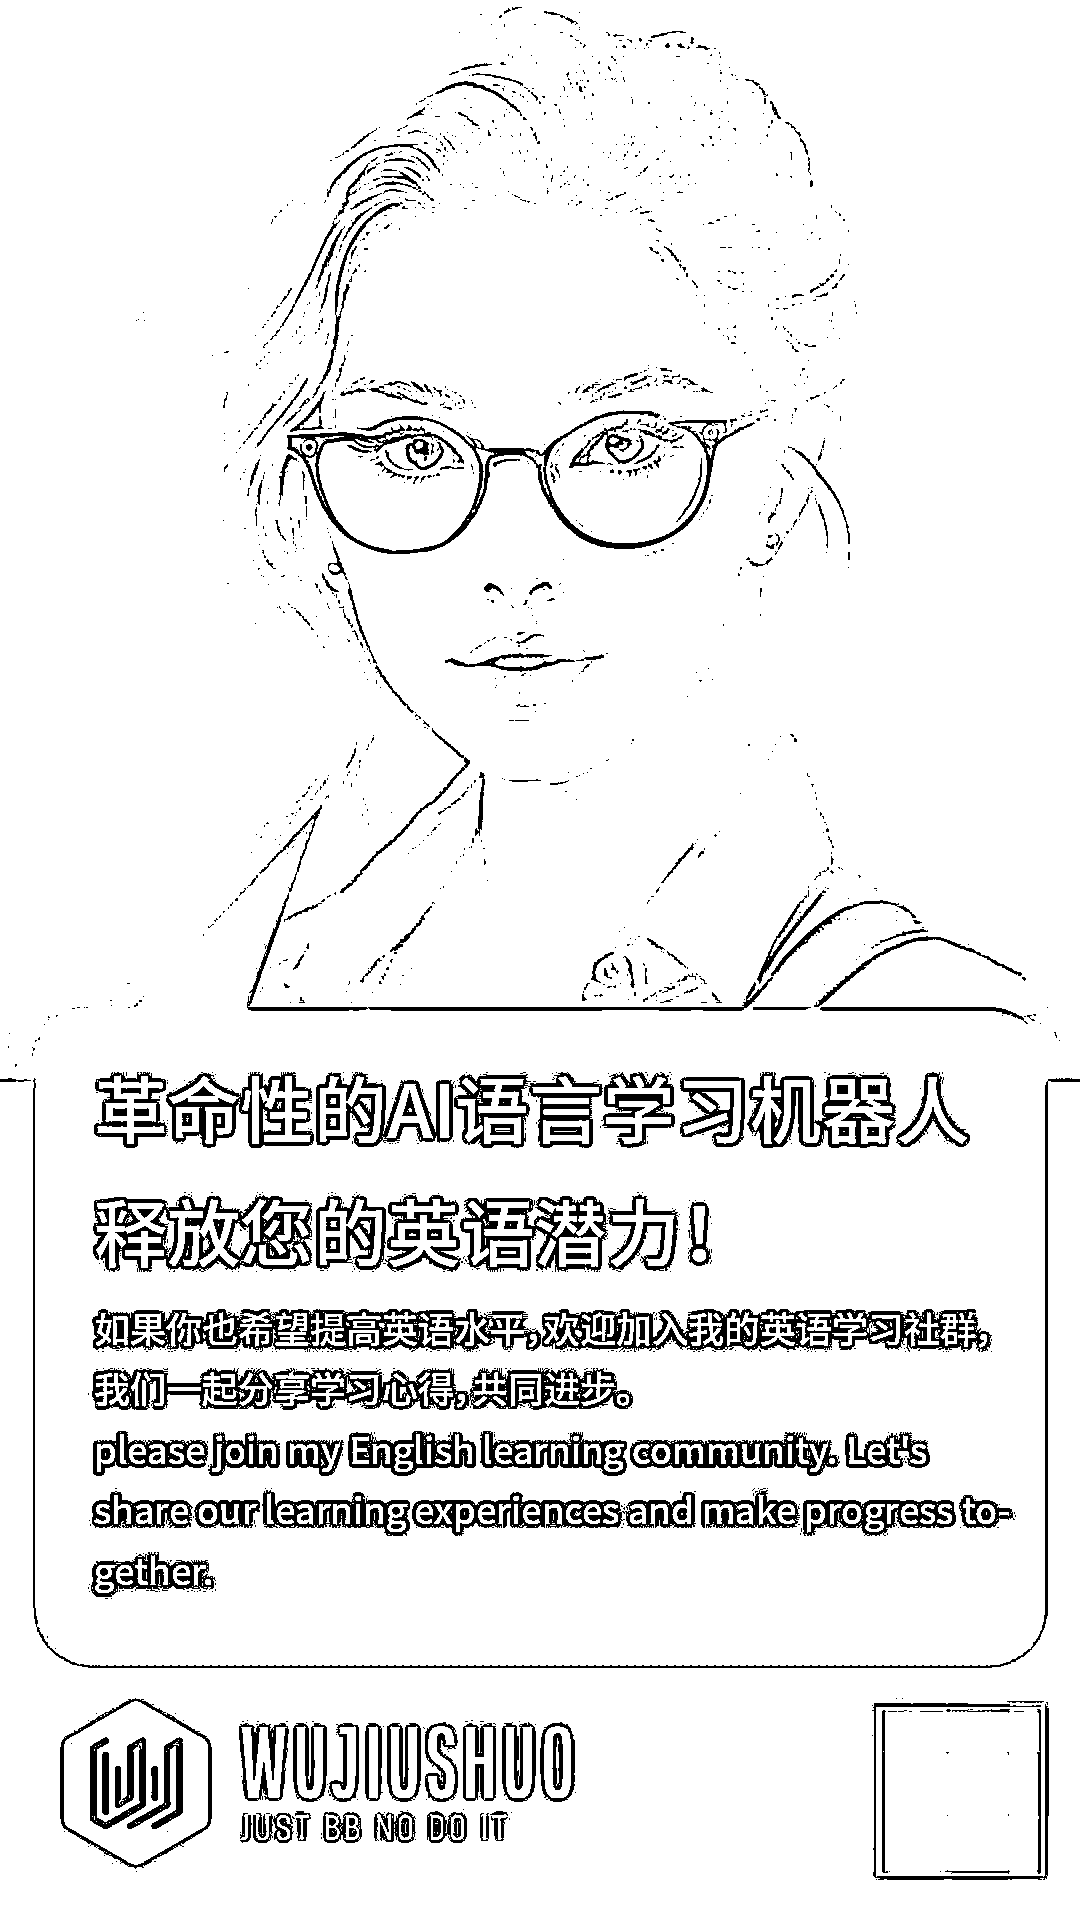 革命性的AI语言学习机器人
释放您的英语潜力！
如果你也希望提高英语水平，欢迎加入我的英语学习社群，
我们一起分享学习心得，共同进步。
please join my English learning community. Let's
share our learning experiences and make progress to-
gether.
WUJIUSHUO
JUST BB NO DO IT